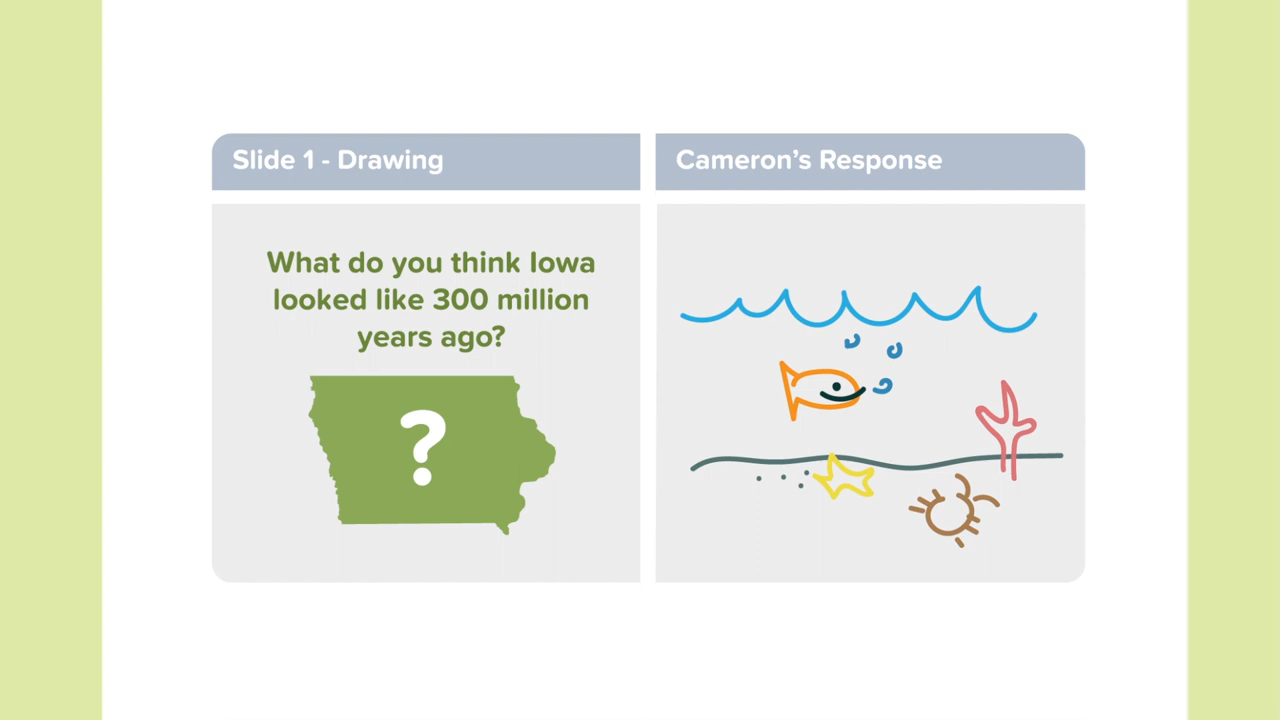 Slide 1 - Drawing
Cameron’s Response
What do you think Iowa
looked like 300 million
years ago?
?